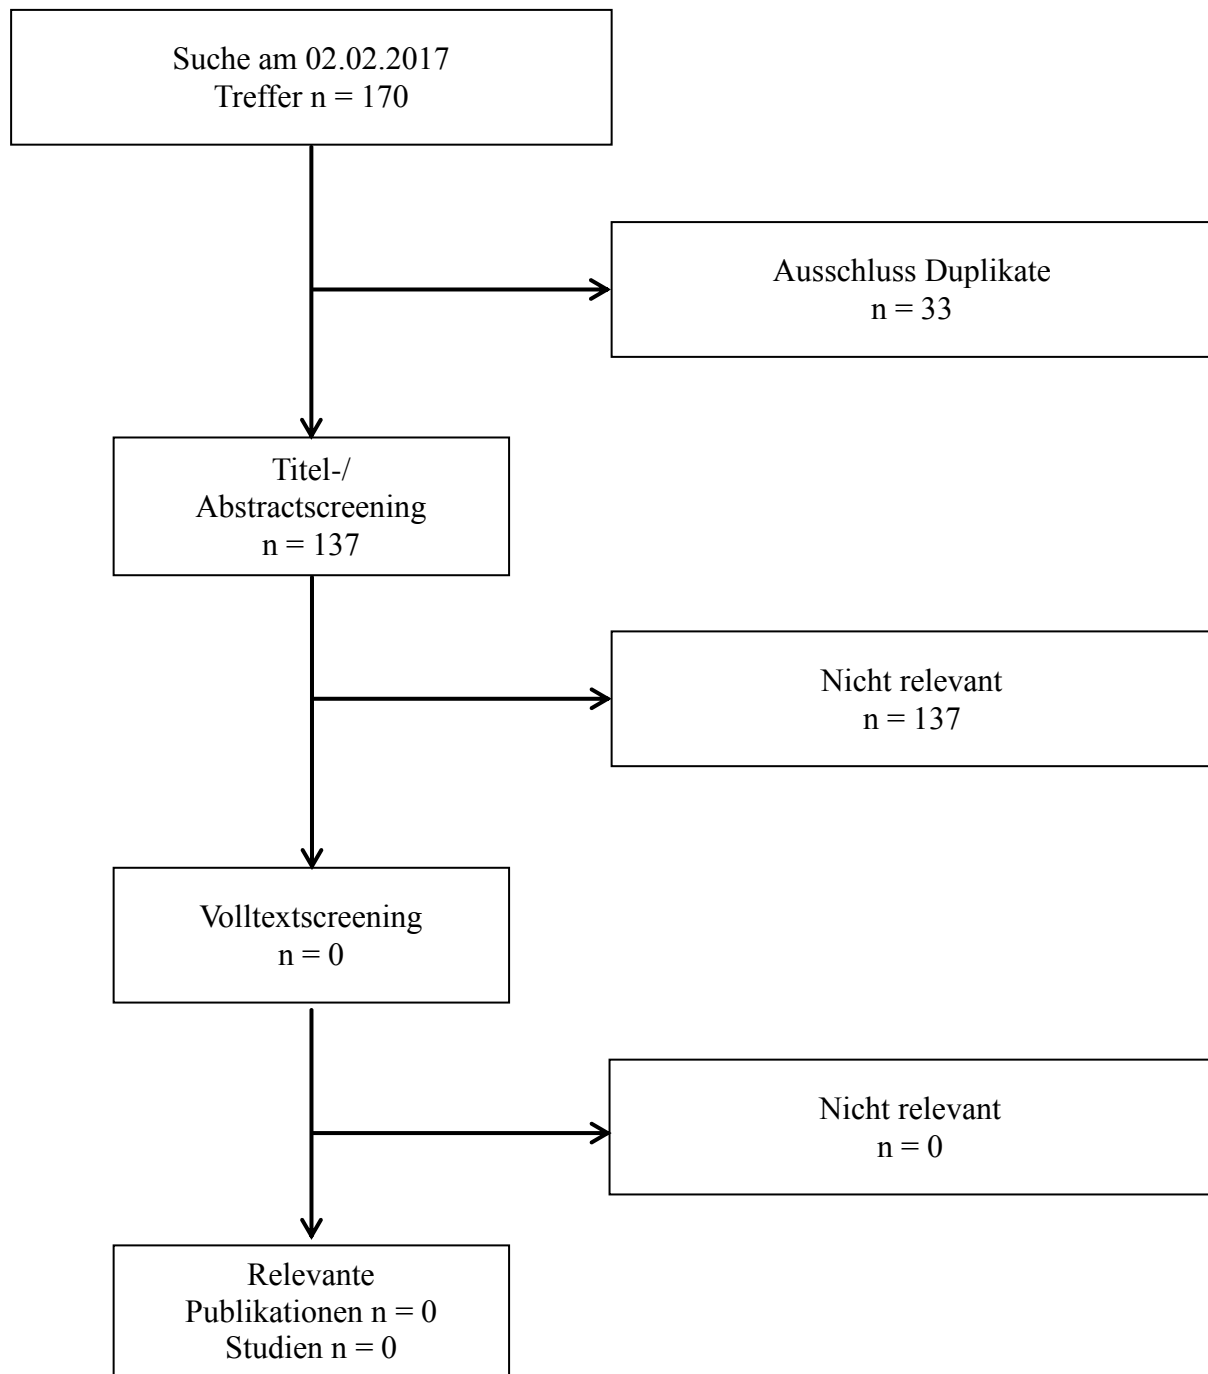 Suche am 02.02.2017
Treffer n = 170
Ausschluss Duplikate
n = 33
Titel-/
Abstractscreening
n = 137
Nicht relevant
n = 137
Volltextscreening
n = 0
Nicht relevant
n = 0
Relevante
Publikationen n = 0
Studien n = 0